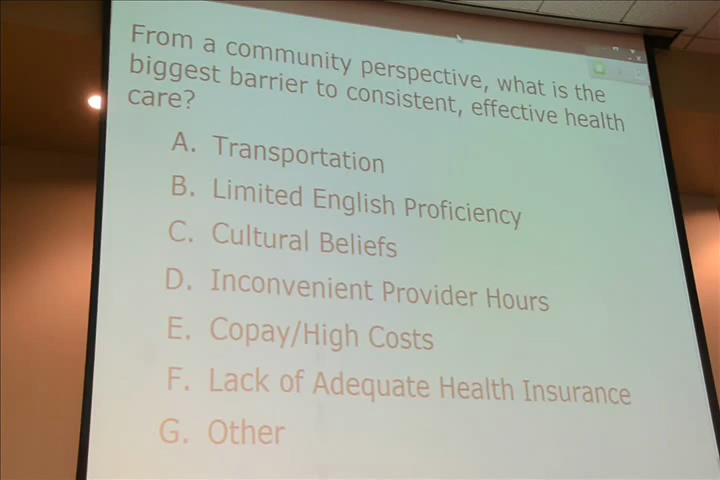 From a community perspective, what is the
biggest barrier to consistent, effective health
care?
A. Transportation
B. Limited English Proficiency
C. Cultural Beliefs
D. Inconvenient Provider Hours
E. Copay/High Costs
F. Lack of Adequate Health Insurance
G. Other